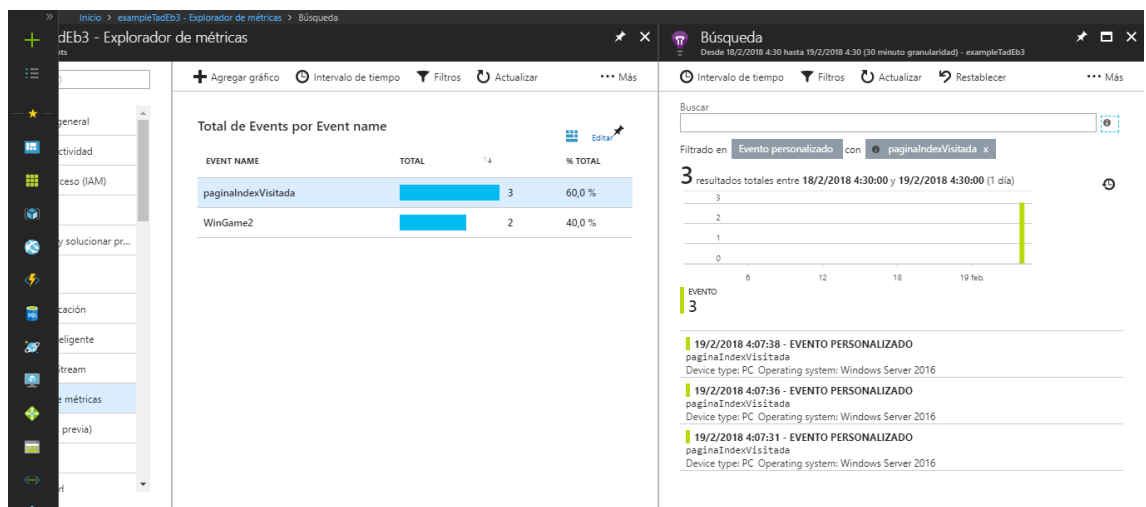 Inicio > exampleTadEb3 - Explorador de métricas > Búsqueda
dEb3 - Explorador de métricas
nts
general
ctividad
ceso (IAM)
y solucionar pr...
cación
eligente
Stream
e métricas
previa)
Agregar gráfico Intervalo de tiempo Filtros Actualizar ... Más
Total de Events por Event name
Editar
EVENT NAME TOTAL % TOTAL
paginaIndexVisitada 3 60,0 %
WinGame2 2 40,0 %
Búsqueda
Desde 18/2/2018 4:30 hasta 19/2/2018 4:30 (30 minuto granularidad) - exampleTadEb3
Intervalo de tiempo Filtros Actualizar Restablecer ... Más
Buscar
Filtrado en Evento personalizado con paginaIndexVisitada x
3 resultados totales entre 18/2/2018 4:30:00 y 19/2/2018 4:30:00 (1 día)
3
2
1
0
6 12 18 19 feb.
EVENTO
3
19/2/2018 4:07:38 - EVENTO PERSONALIZADO
paginaIndexVisitada
Device type: PC Operating system: Windows Server 2016
19/2/2018 4:07:36 - EVENTO PERSONALIZADO
paginaIndexVisitada
Device type: PC Operating system: Windows Server 2016
19/2/2018 4:07:31 - EVENTO PERSONALIZADO
paginaIndexVisitada
Device type: PC Operating system: Windows Server 2016